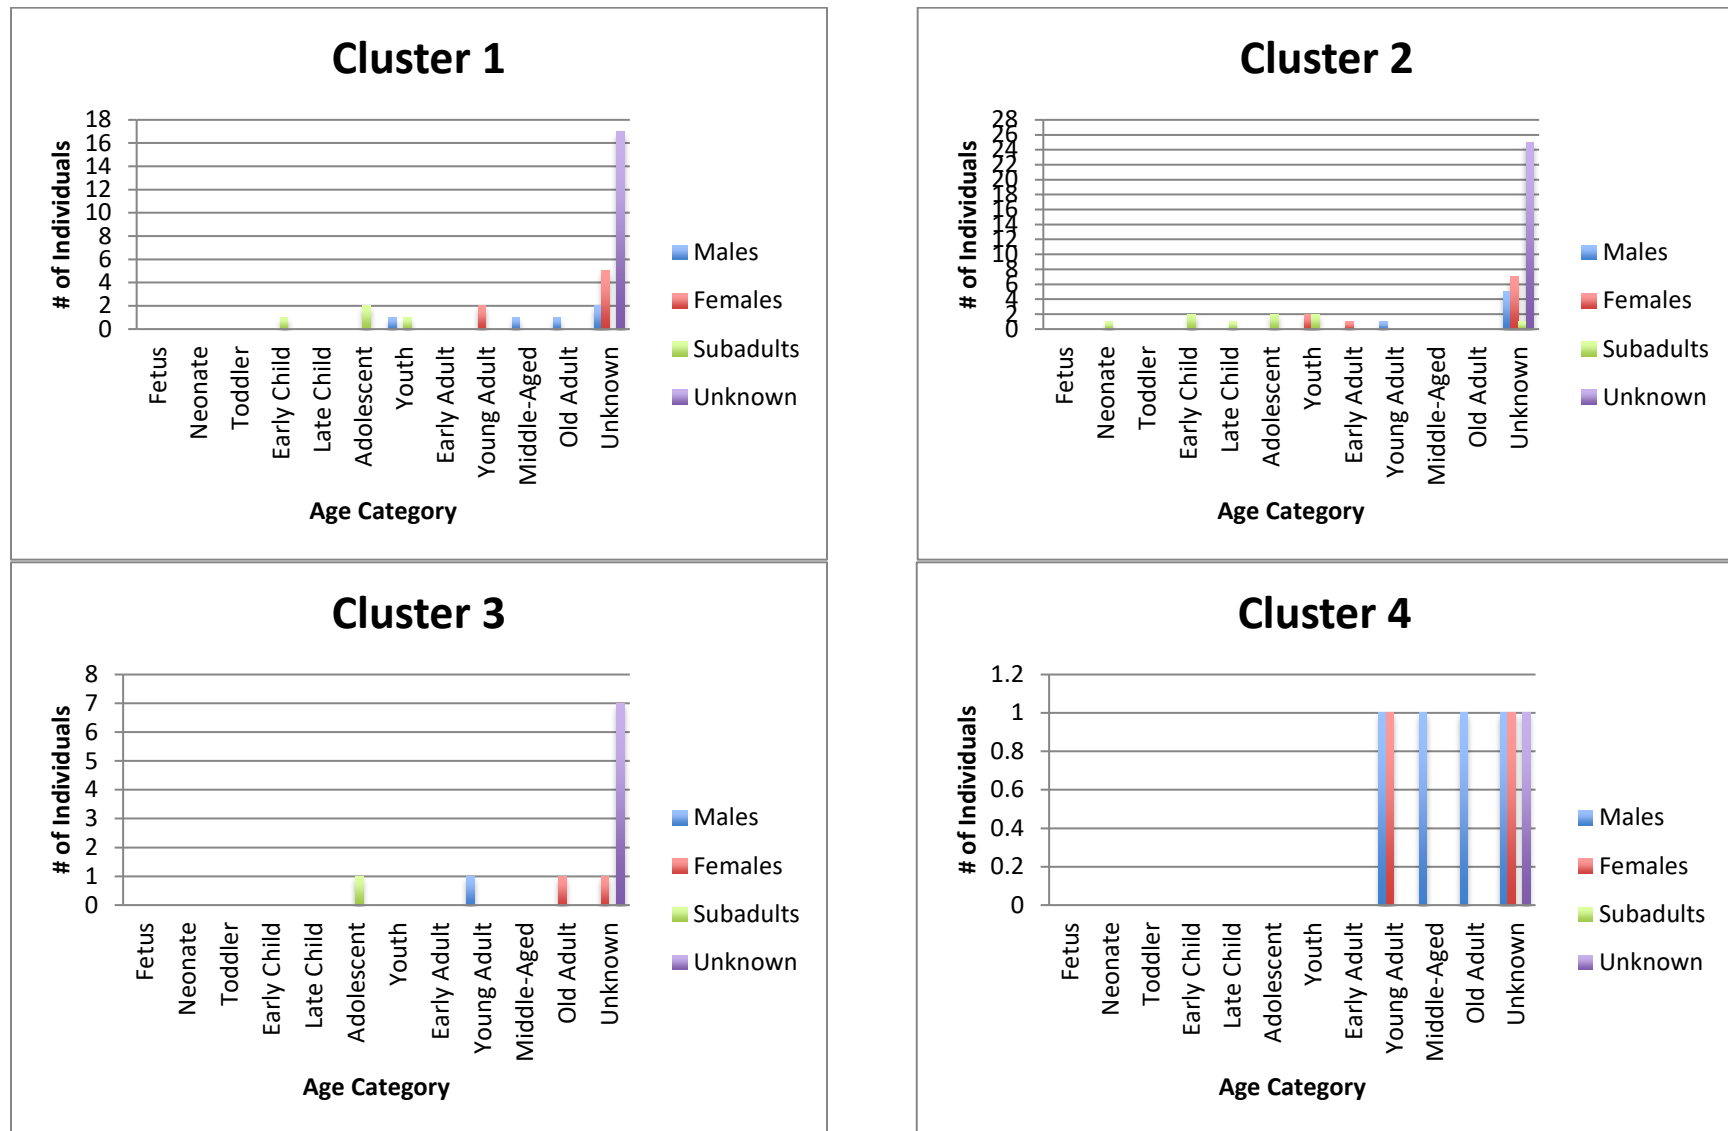 Cluster 1
# of Individuals
18
16
14
12
10
8
6
4
2
0
Fetus
Neonate
Toddler
Early Child
Late Child
Adolescent
Youth
Early Adult
Young Adult
Middle-Aged
Old Adult
Unknown
Age Category
Males
Females
Subadults
Unknown
Cluster 2
# of Individuals
28
26
24
22
20
18
16
14
12
10
8
6
4
2
0
Fetus
Neonate
Toddler
Early Child
Late Child
Adolescent
Youth
Early Adult
Young Adult
Middle-Aged
Old Adult
Unknown
Age Category
Males
Females
Subadults
Unknown
Cluster 3
# of Individuals
8
7
6
5
4
3
2
1
0
Fetus
Neonate
Toddler
Early Child
Late Child
Adolescent
Youth
Early Adult
Young Adult
Middle-Aged
Old Adult
Unknown
Age Category
Males
Females
Subadults
Unknown
Cluster 4
# of Individuals
1.2
1
0.8
0.6
0.4
0.2
0
Fetus
Neonate
Toddler
Early Child
Late Child
Adolescent
Youth
Early Adult
Young Adult
Middle-Aged
Old Adult
Unknown
Age Category
Males
Females
Subadults
Unknown